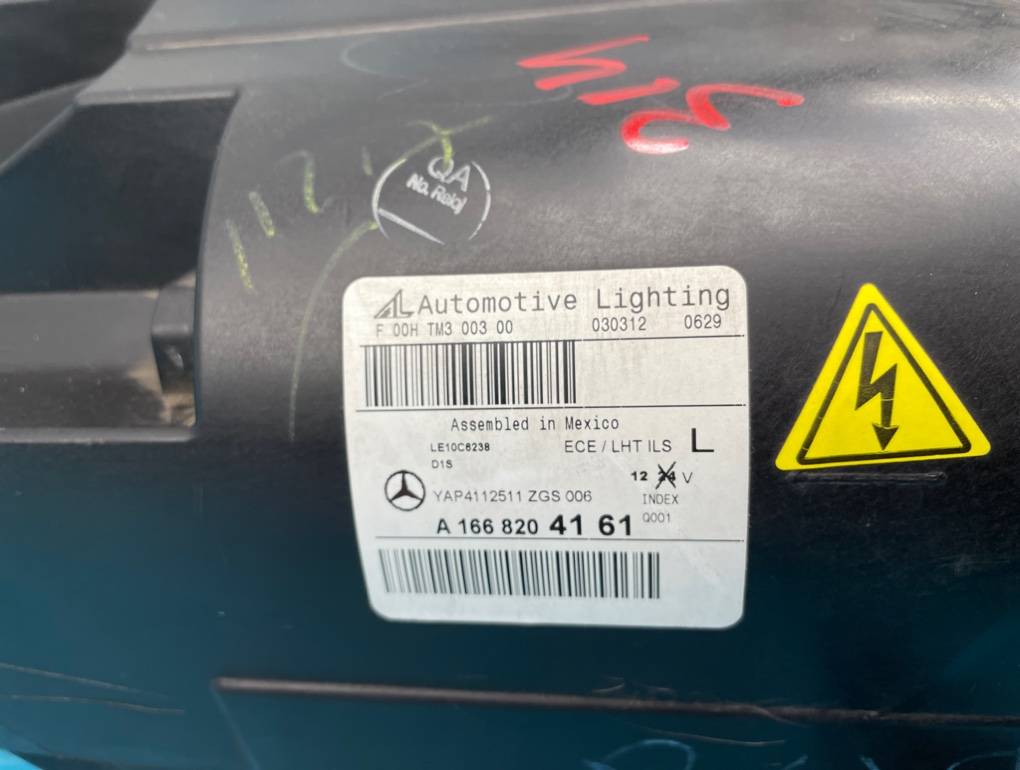 QA
No. Reloj
Automotive Lighting
F 00H TM3 003 00 030312 0629
Assembled in Mexico
LE10C6238 ECE / LHT ILS L
D1S
12 24 V
YAP4112511 ZGS 006 INDEX
A 166 820 41 61 Q001